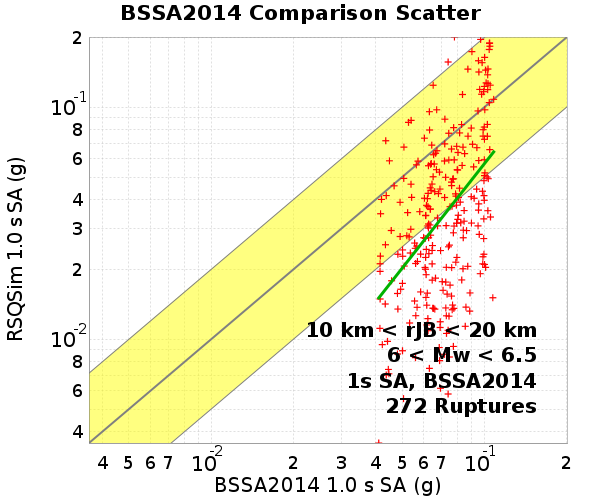 BSSA2014 Comparison Scatter
2
10-1
8
6
4
3
2
10-2
8
6
4
RSQSim 1.0 s SA (g)
10 km < rJB < 20 km
6 < Mw < 6.5
1s SA, BSSA2014
272 Ruptures
4 5 6 7 10-2 2 3 4 5 6 7 10-1 2
BSSA2014 1.0 s SA (g)